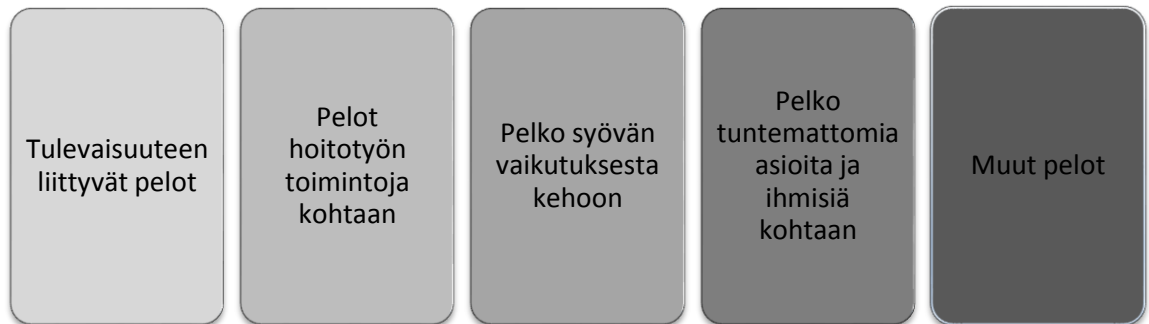 Tulevaisuuteen
liittyvät pelot
Pelot
hoitotyön
toimintoja
kohtaan
Pelko syövän
vaikutuksesta
kehoon
Pelko
tuntemattomia
asioita ja
ihmisiä
kohtaan
Muut pelot